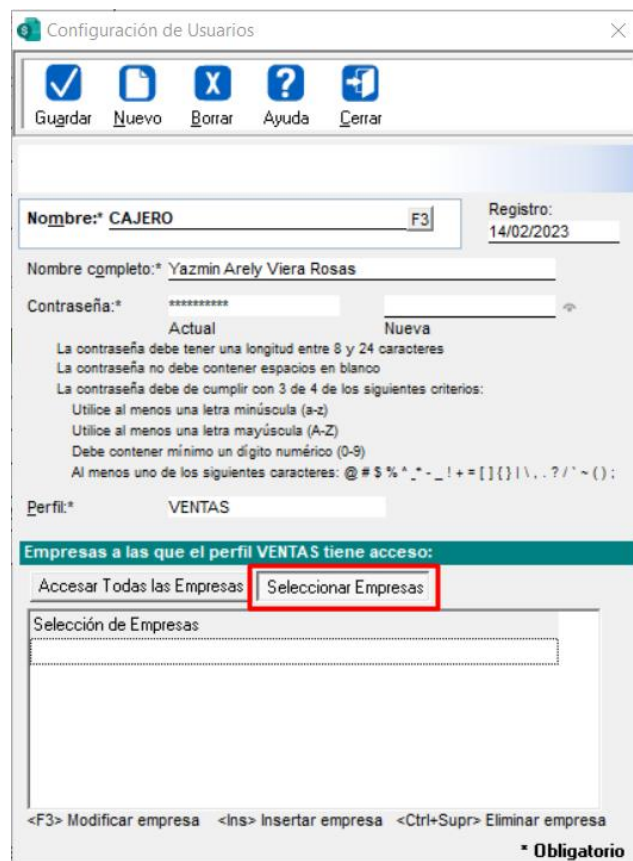 Configuración de Usuarios
Guardar Nuevo Borrar Ayuda Cerrar
Nombre:* CAJERO F3
Registro:
14/02/2023
Nombre completo:* Yazmin Arely Viera Rosas
Contraseña:* **********
Actual Nueva
La contraseña debe tener una longitud entre 8 y 24 caracteres
La contraseña no debe contener espacios en blanco
La contraseña debe de cumplir con 3 de 4 de los siguientes criterios:
Utilice al menos una letra minúscula (a-z)
Utilice al menos una letra mayúscula (A-Z)
Debe contener mínimo un dígito numérico (0-9)
Al menos uno de los siguientes caracteres: @ # $ % ^ .* - _ ! + = [ ] { } | \ , . ? / ` ~ ( ) ;
Perfil:* VENTAS
Empresas a las que el perfil VENTAS tiene acceso:
Accesar Todas las Empresas Seleccionar Empresas
Selección de Empresas
<F3> Modificar empresa <Ins> Insertar empresa <Ctrl+Supr> Eliminar empresa
* Obligatorio